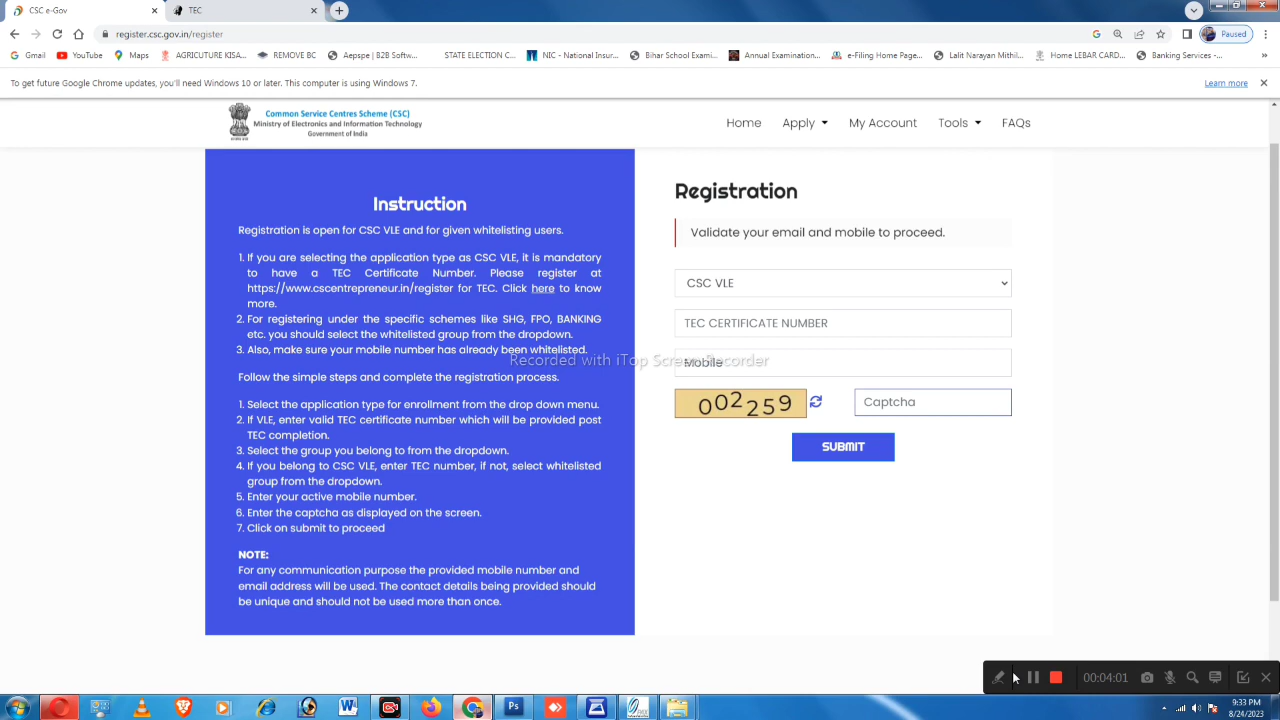 CSC e-Gov
TEC
register.csc.gov.in/register
Paused
Gmail YouTube Maps AGRICUTURE KISA... REMOVE BC Aepspe | B2B Softw... STATE ELECTION C... NIC - National Insur... Bihar School Exami... Annual Examination... e-Filing Home Page... Lalit Narayan Mithil... Home LEBAR CARD... Banking Services -... »
To get future Google Chrome updates, you'll need Windows 10 or later. This computer is using Windows 7.
Learn more
Common Service Centres Scheme (CSC)
Ministry of Electronics and Information Technology
Government of India
Home Apply My Account Tools FAQs
Instruction
Registration is open for CSC VLE and for given whitelisting users.
1. If you are selecting the application type as CSC VLE, it is mandatory
to have a TEC Certificate Number. Please register at
https://www.cscentrepreneur.in/register for TEC. Click here to know
more.
2. For registering under the specific schemes like SHG, FPO, BANKING
etc. you should select the whitelisted group from the dropdown.
3. Also, make sure your mobile number has already been whitelisted.
Follow the simple steps and complete the registration process.
1. Select the application type for enrollment from the drop down menu.
2. If VLE, enter valid TEC certificate number which will be provided post
TEC completion.
3. Select the group you belong to from the dropdown.
4. If you belong to CSC VLE, enter TEC number, if not, select whitelisted
group from the dropdown.
5. Enter your active mobile number.
6. Enter the captcha as displayed on the screen.
7. Click on submit to proceed
NOTE:
For any communication purpose the provided mobile number and
email address will be used. The contact details being provided should
be unique and should not be used more than once.
Registration
Validate your email and mobile to proceed.
CSC VLE
TEC CERTIFICATE NUMBER
Mobile
002259
Captcha
SUBMIT
Recorded with iTop Screen Recorder
00:04:01
9:33 PM
8/24/2023